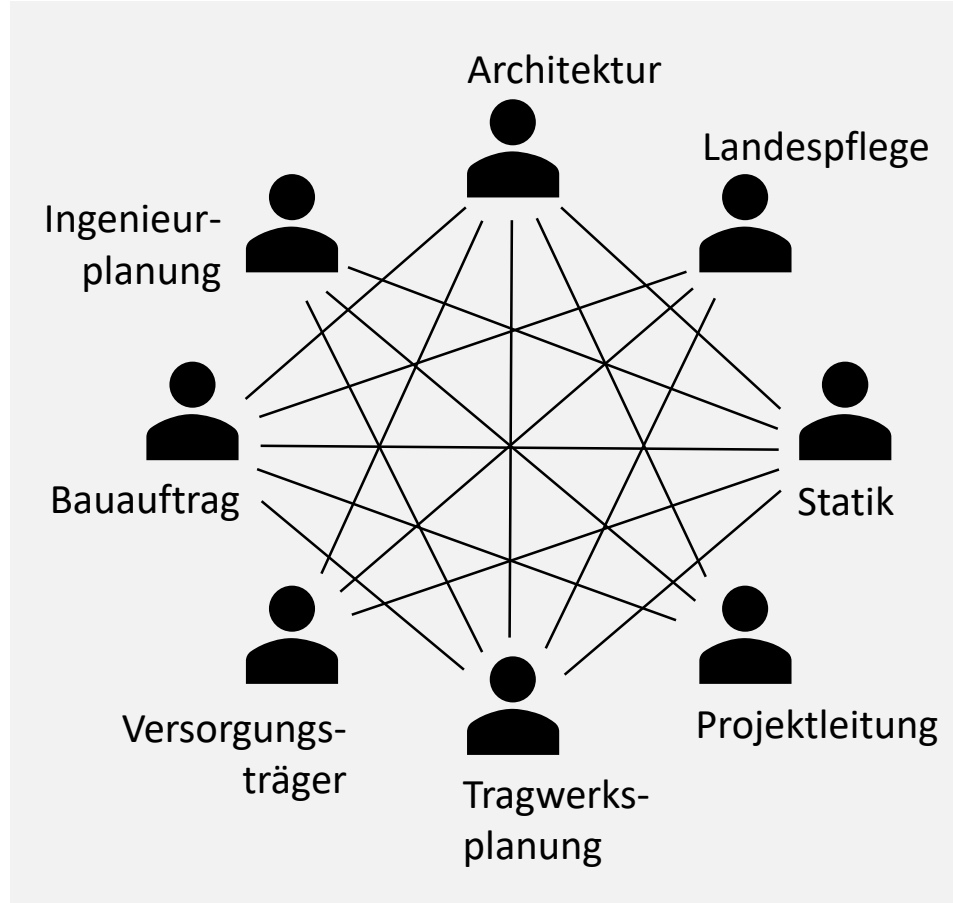 Architektur
Landespflege
Ingenieur-
planung
Bauauftrag
Statik
Versorgungs-
träger
Projektleitung
Tragwerks-
planung